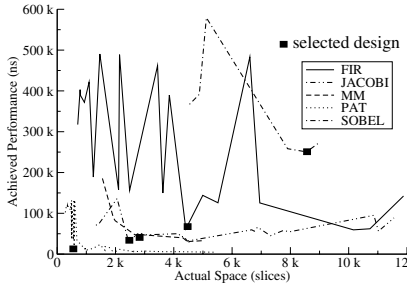 600 k
500 k
400 k
300 k
200 k
100 k
0
Achieved Performance (ns)
selected design
FIR
JACOBI
MM
PAT
SOBEL
0 2 k 4 k 6 k 8 k 10 k 12 k
Actual Space (slices)